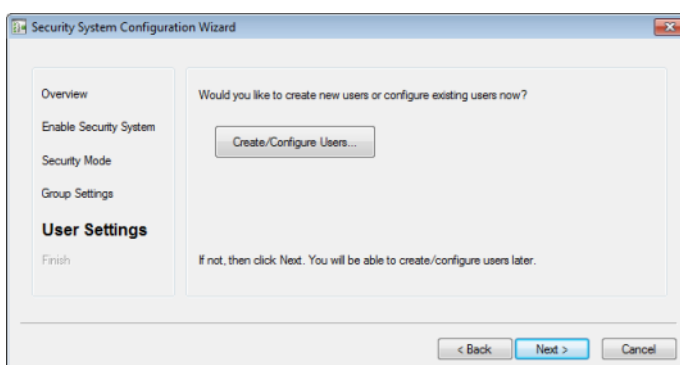 Security System Configuration Wizard
Overview
Enable Security System
Security Mode
Group Settings
User Settings
Finish
Would you like to create new users or configure existing users now?
Create/Configure Users...
If not, then click Next. You will be able to create/configure users later.
< Back
Next >
Cancel